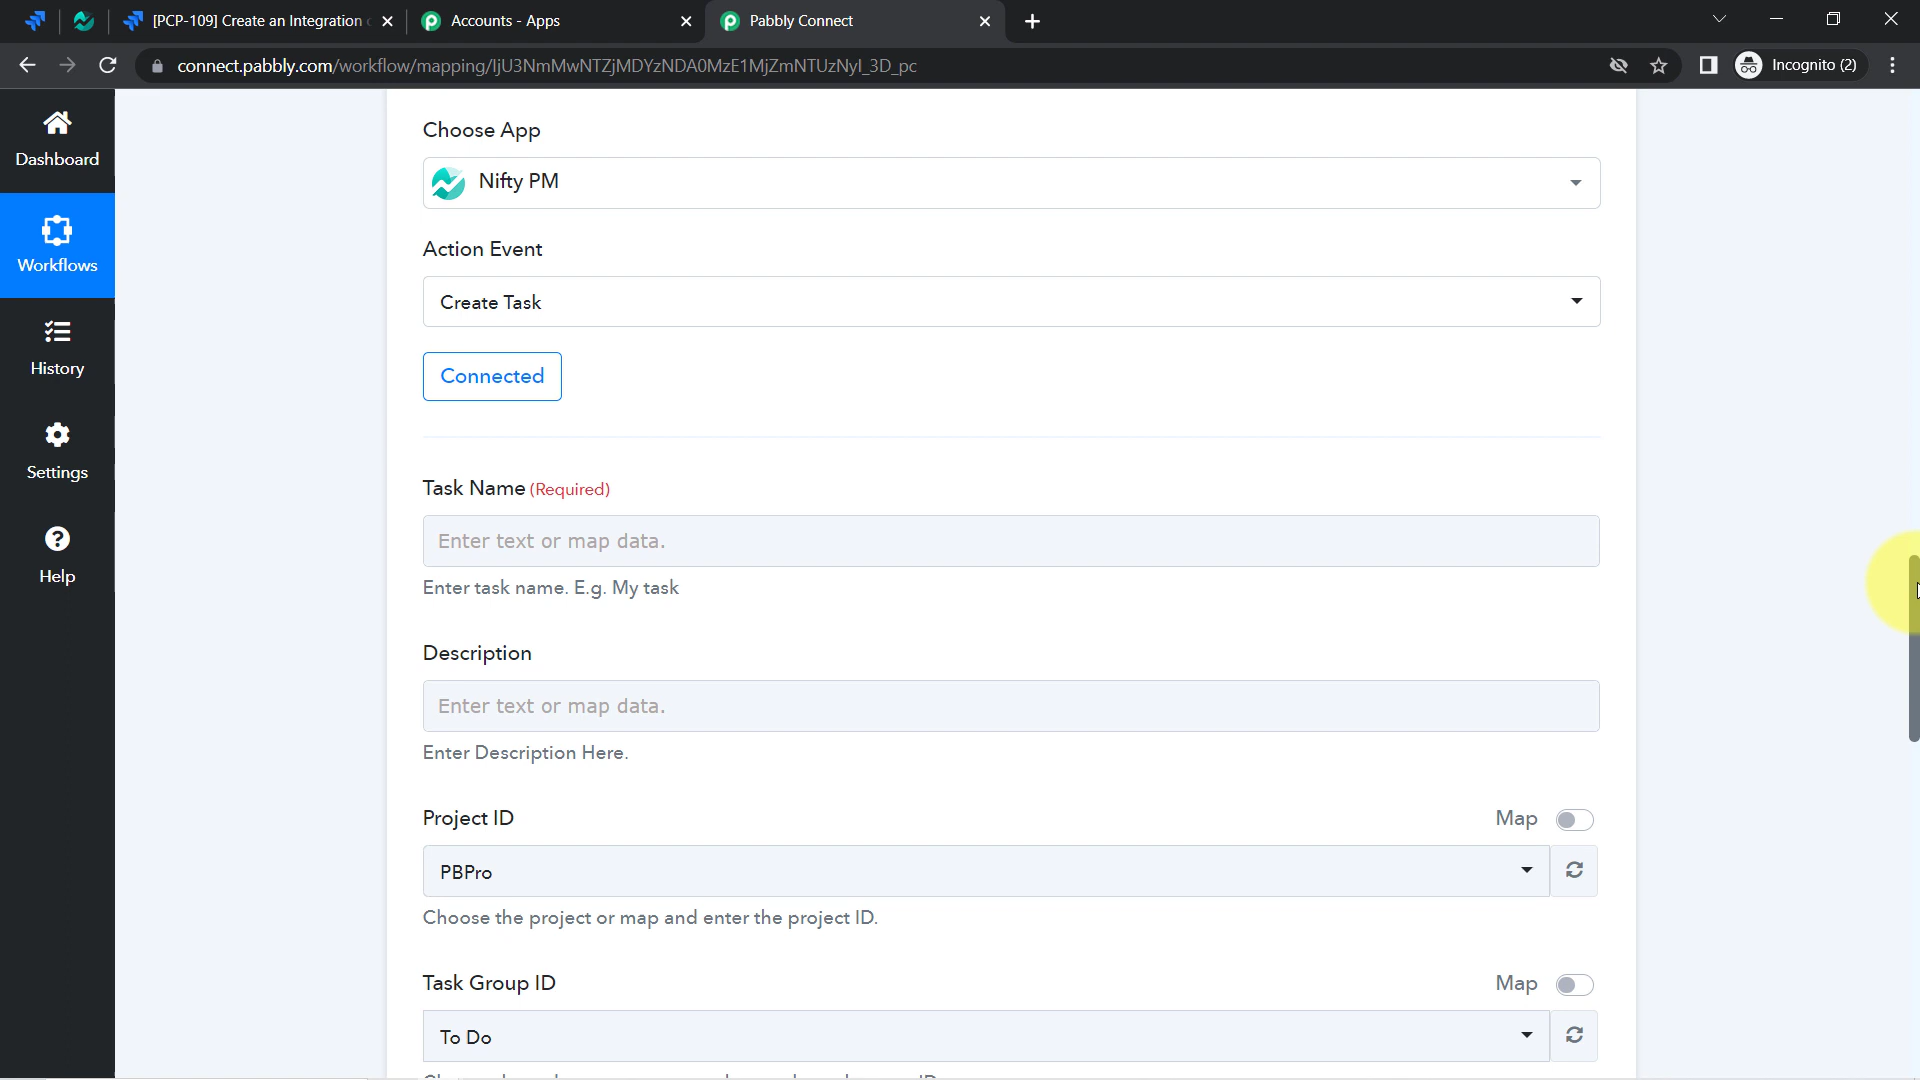 [PCP-109] Create an Integration
Accounts - Apps
Pabbly Connect
connect.pabbly.com/workflow/mapping/IjU3NmMwNTZjMDYzNDA0MzE1MjZmNTUzNyI_3D_pc
Incognito (2)
Dashboard
Workflows
History
Settings
Help
Choose App
Nifty PM
Action Event
Create Task
Connected
Task Name (Required)
Enter text or map data.
Enter task name. E.g. My task
Description
Enter text or map data.
Enter Description Here.
Project ID
Map
PBPro
Choose the project or map and enter the project ID.
Task Group ID
Map
To Do